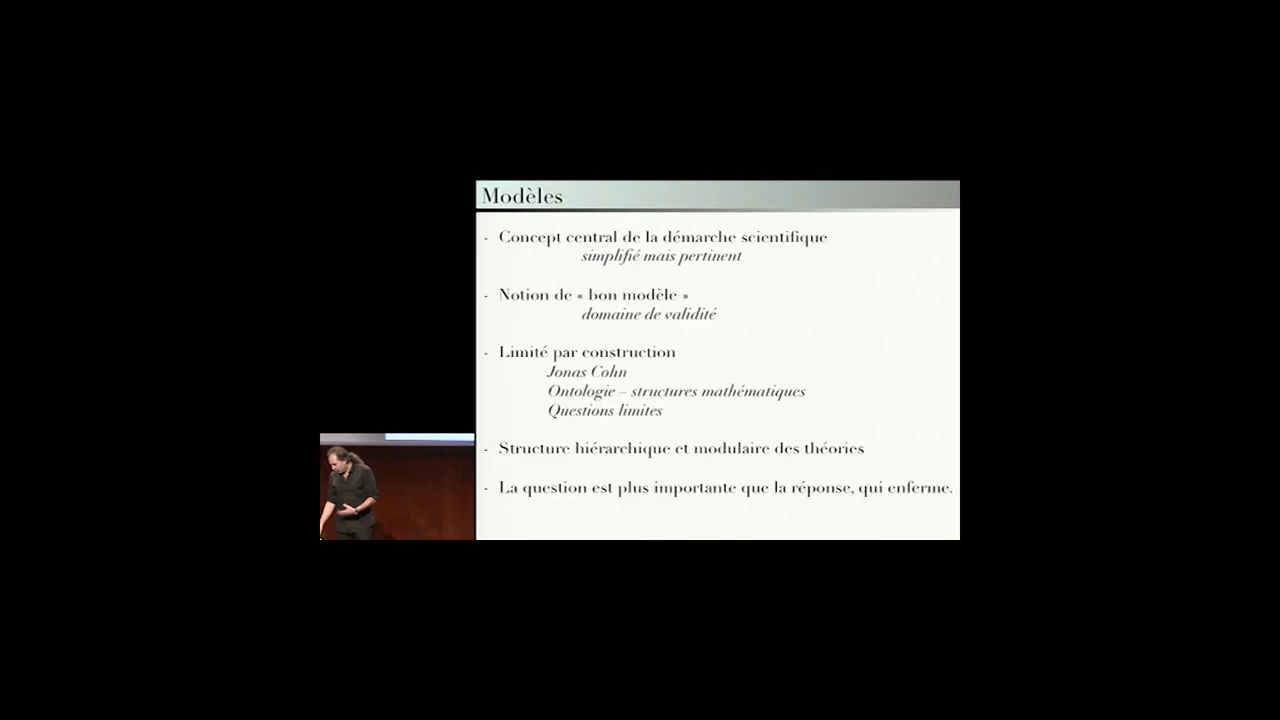 Modèles
- Concept central de la démarche scientifique
simplifié mais pertinent
- Notion de « bon modèle »
domaine de validité
- Limité par construction
Jonas Cohn
Ontologie – structures mathématiques
Questions limites
- Structure hiérarchique et modulaire des théories
- La question est plus importante que la réponse, qui enferme.